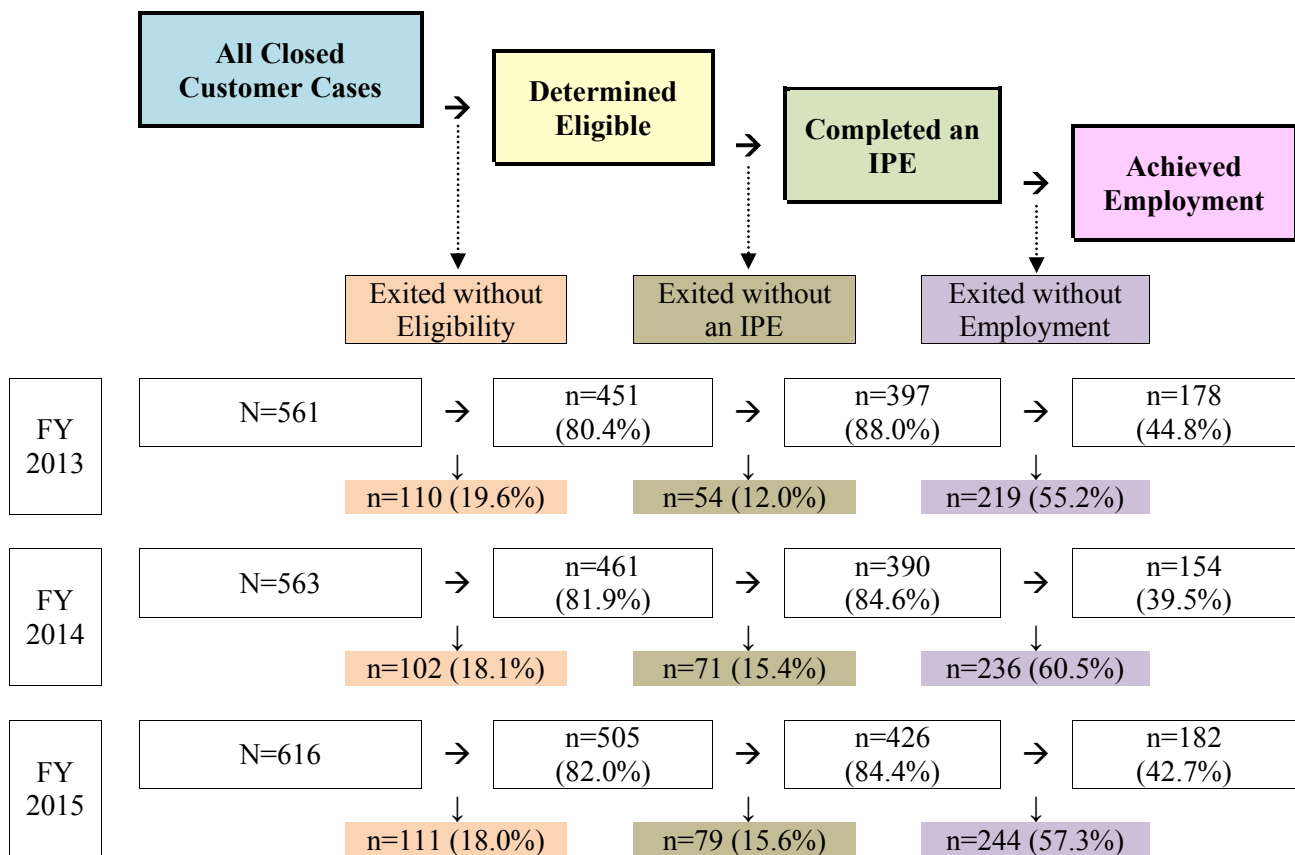 All Closed
Customer Cases
Determined
Eligible
Completed an
IPE
Achieved
Employment
Exited without
Eligibility
Exited without
an IPE
Exited without
Employment
FY
2013
N=561
n=451
(80.4%)
n=397
(88.0%)
n=178
(44.8%)
n=110 (19.6%)
n=54 (12.0%)
n=219 (55.2%)
FY
2014
N=563
n=461
(81.9%)
n=390
(84.6%)
n=154
(39.5%)
n=102 (18.1%)
n=71 (15.4%)
n=236 (60.5%)
FY
2015
N=616
n=505
(82.0%)
n=426
(84.4%)
n=182
(42.7%)
n=111 (18.0%)
n=79 (15.6%)
n=244 (57.3%)